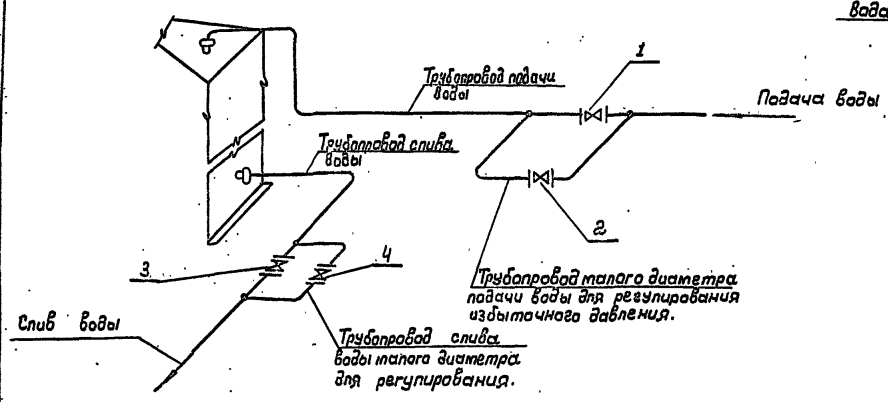 Вода
1
Трубопровод подачи
воды
Подача воды
Трубопровод слива
воды
2
3
4
Трубопровод малого диаметра
подачи воды для регулирования
избыточного давления.
Слив воды
Трубопровод слива
воды малого диаметра
для регулирования.